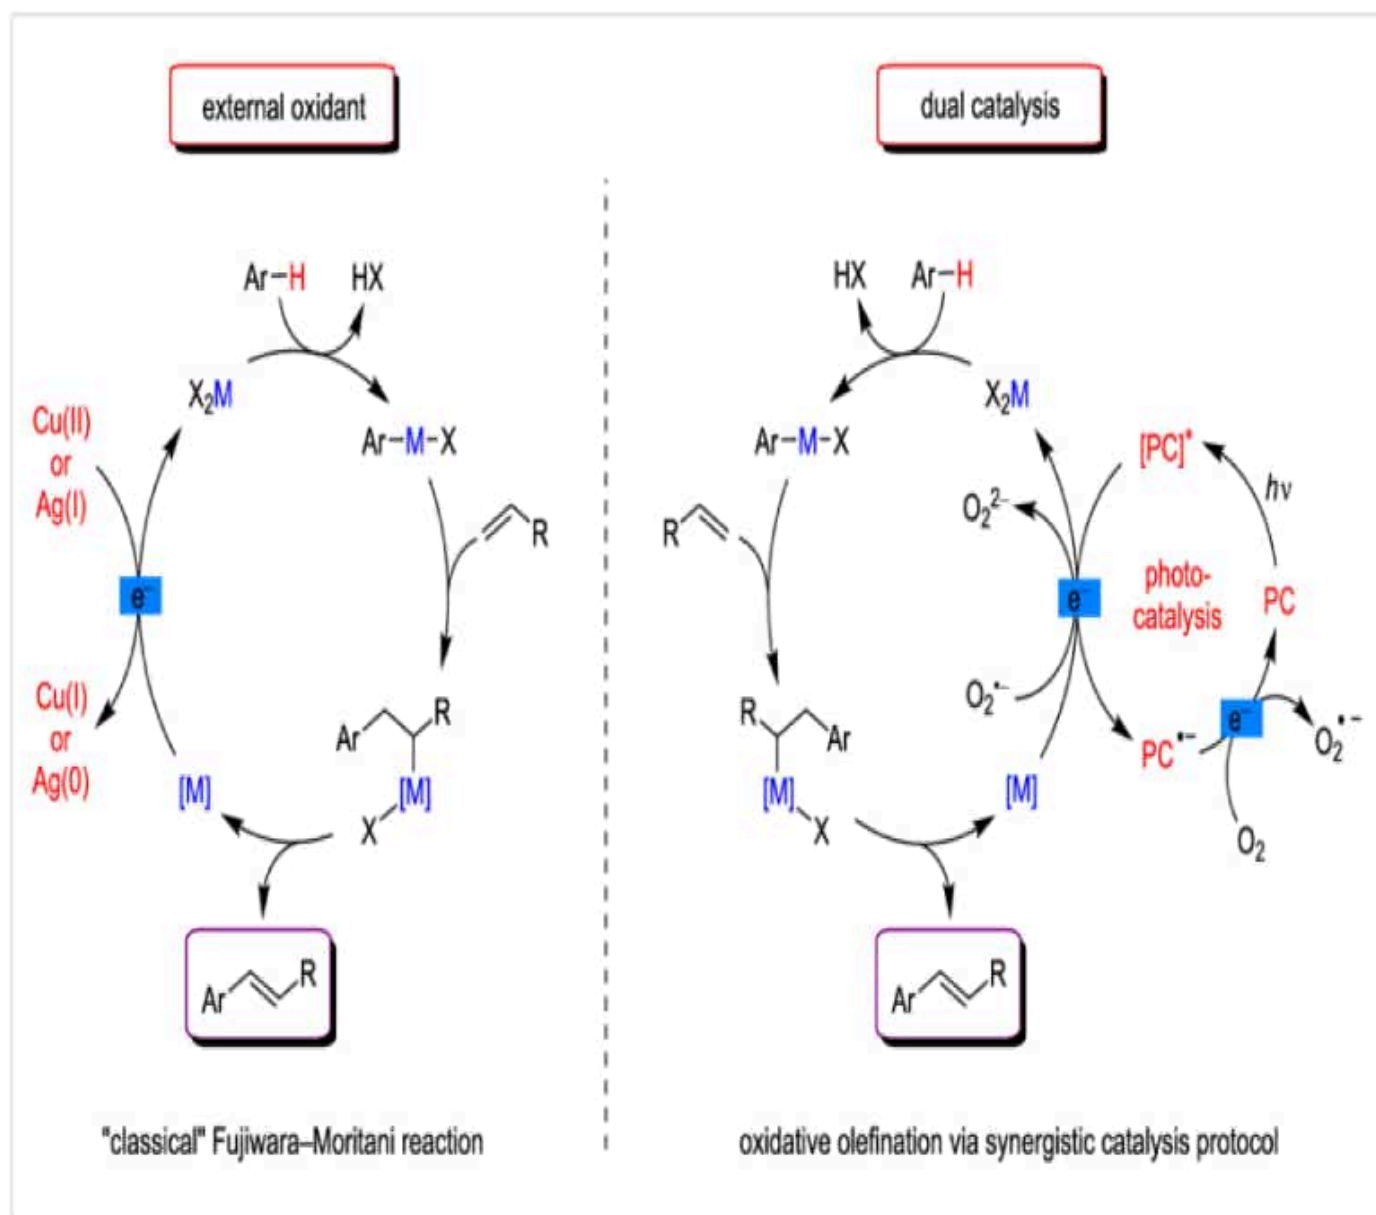 external oxidant
dual catalysis
Ar–H
HX
X₂M
Cu(II)
or
Ag(I)
Ar–M–X
R
e⁻
Cu(I)
or
Ag(0)
Ar
R
[M]
[M]
X
Ar
R
"classical" Fujiwara–Moritani reaction
HX
Ar–H
X₂M
Ar–M–X
[PC]*
hν
O₂²⁻
R
photo-
catalysis
e⁻
PC
O₂•⁻
R
Ar
e⁻
O₂•⁻
PC•⁻
[M]
[M]
X
O₂
Ar
R
oxidative olefination via synergistic catalysis protocol